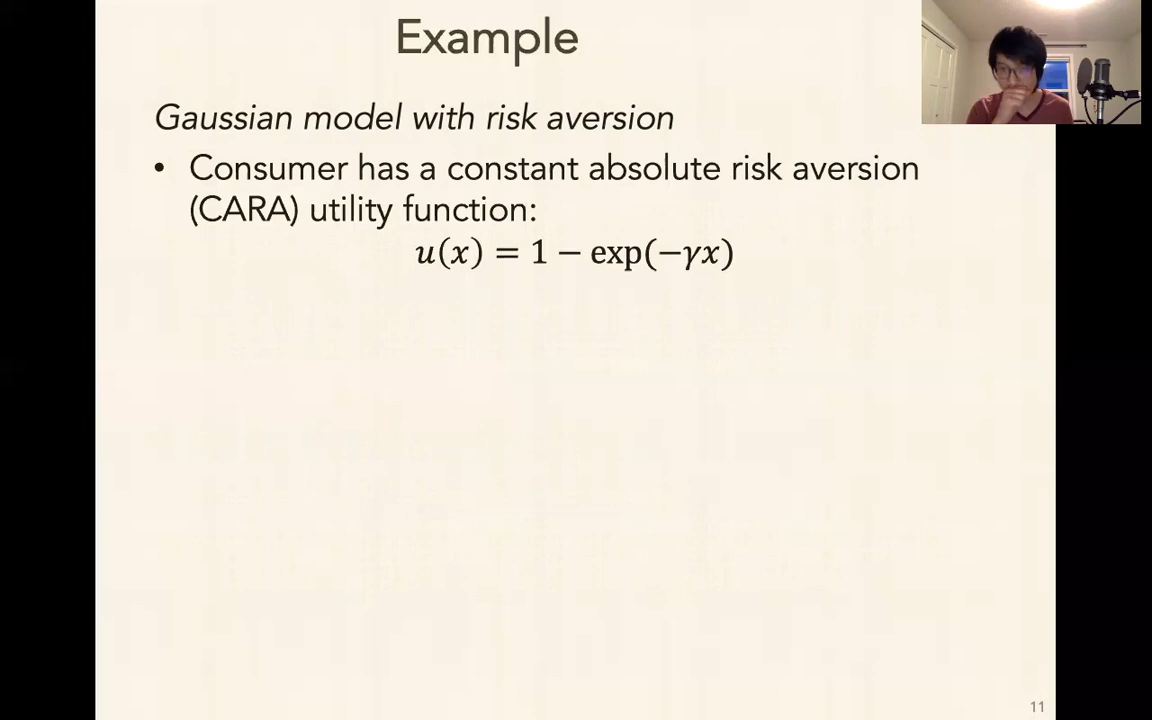 Example
Gaussian model with risk aversion
• Consumer has a constant absolute risk aversion
(CARA) utility function:
𝑢(𝑥) = 1 − exp(−𝛾𝑥)
11